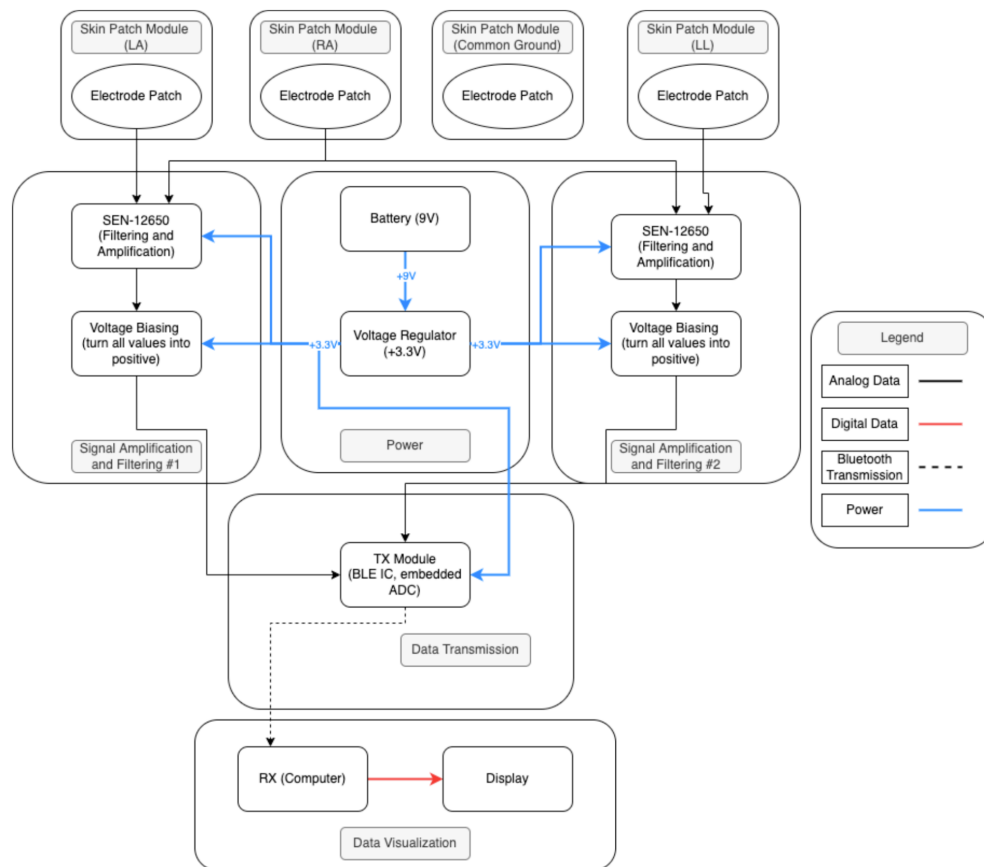 Skin Patch Module
(LA)
Electrode Patch
Skin Patch Module
(RA)
Electrode Patch
Skin Patch Module
(Common Ground)
Electrode Patch
Skin Patch Module
(LL)
Electrode Patch
SEN-12650
(Filtering and
Amplification)
Voltage Biasing
(turn all values into
positive)
Signal Amplification
and Filtering #1
Battery (9V)
+9V
Voltage Regulator
(+3.3V)
+3.3V
+3.3V
Power
SEN-12650
(Filtering and
Amplification)
Voltage Biasing
(turn all values into
positive)
Signal Amplification
and Filtering #2
Legend
Analog Data
Digital Data
Bluetooth
Transmission
Power
TX Module
(BLE IC, embedded
ADC)
Data Transmission
RX (Computer)
Display
Data Visualization